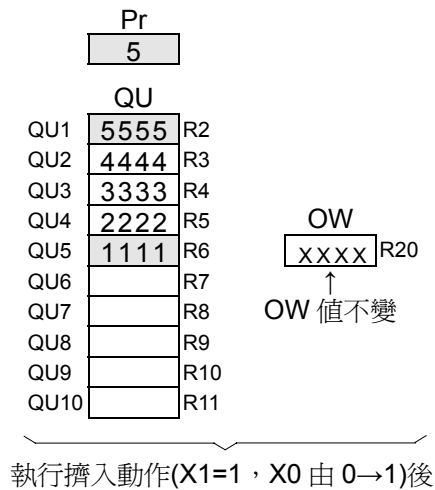 Pr
5
QU
QU1 5555 R2
QU2 4444 R3
QU3 3333 R4
QU4 2222 R5
QU5 1111 R6
QU6 R7
QU7 R8
QU8 R9
QU9 R10
QU10 R11
OW
xxxx R20
↑
OW 值不變
執行擠入動作(X1=1，X0 由 0→1)後